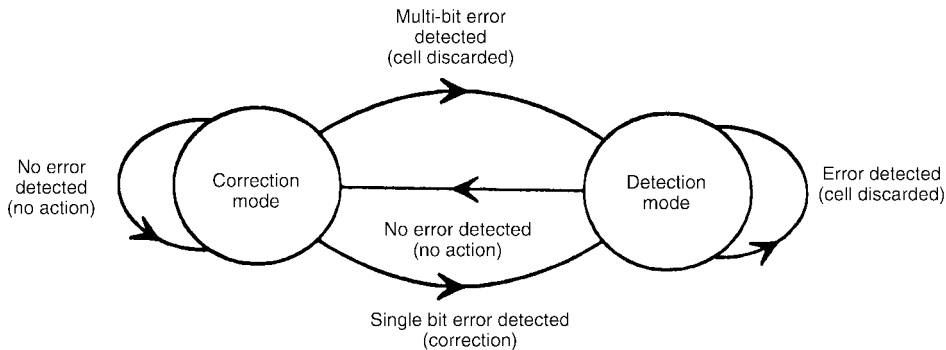 Multi-bit error
detected
(cell discarded)
No error
detected
(no action)
Correction
mode
Detection
mode
Error detected
(cell discarded)
No error detected
(no action)
Single bit error detected
(correction)